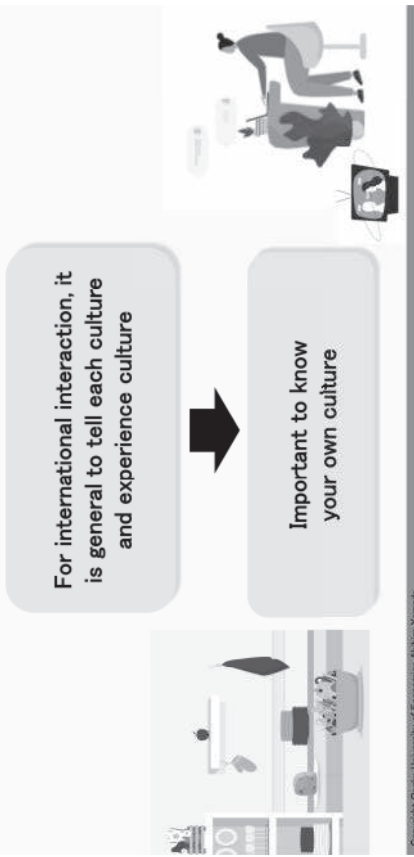 For international interaction, it
is general to tell each culture
and experience culture
Important to know
your own culture